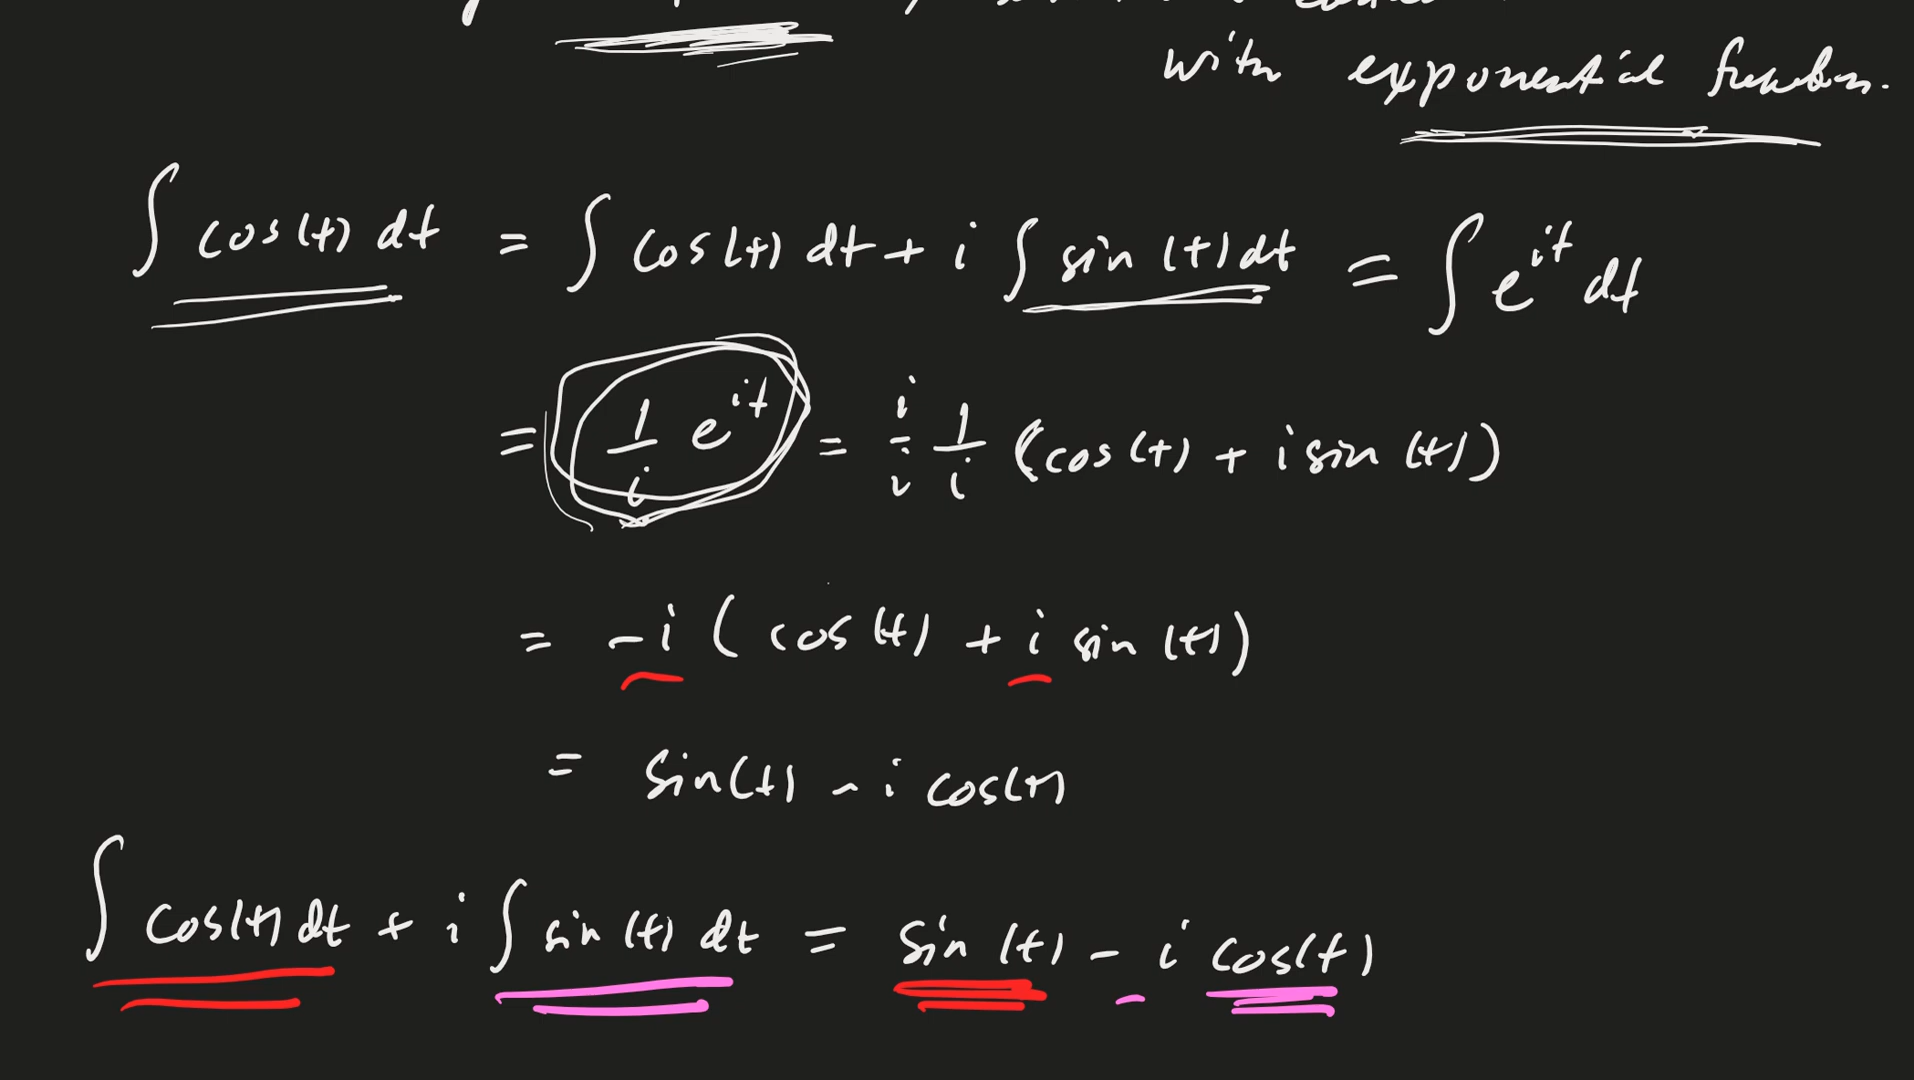 with exponential function.
∫ cos(t) dt = ∫ cos(t) dt + i ∫ sin(t) dt = ∫ e^{it} dt
= 1/i e^{it} = i/i 1/i (cos(t) + i sin(t))
= -i ( cos(t) + i sin(t))
= sin(t) - i cos(t)
∫ cos(t) dt + i ∫ sin(t) dt = sin(t) - i cos(t)